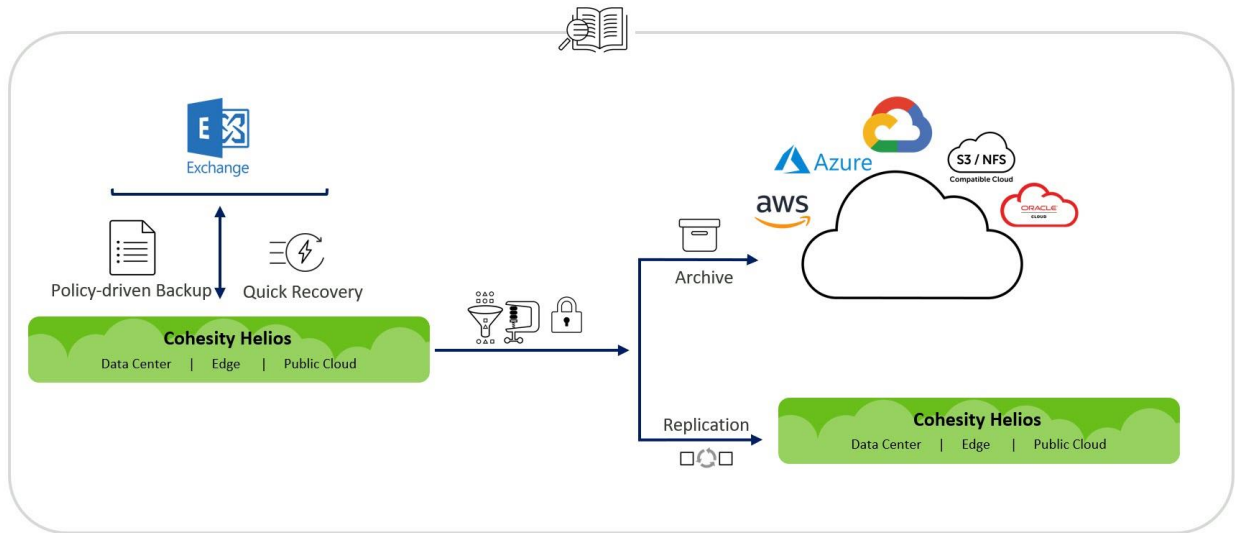 E
Exchange
Policy-driven Backup
Quick Recovery
Cohesity Helios
Data Center | Edge | Public Cloud
Archive
aws
Azure
S3 / NFS
Compatible Cloud
ORACLE
CLOUD
Replication
Cohesity Helios
Data Center | Edge | Public Cloud